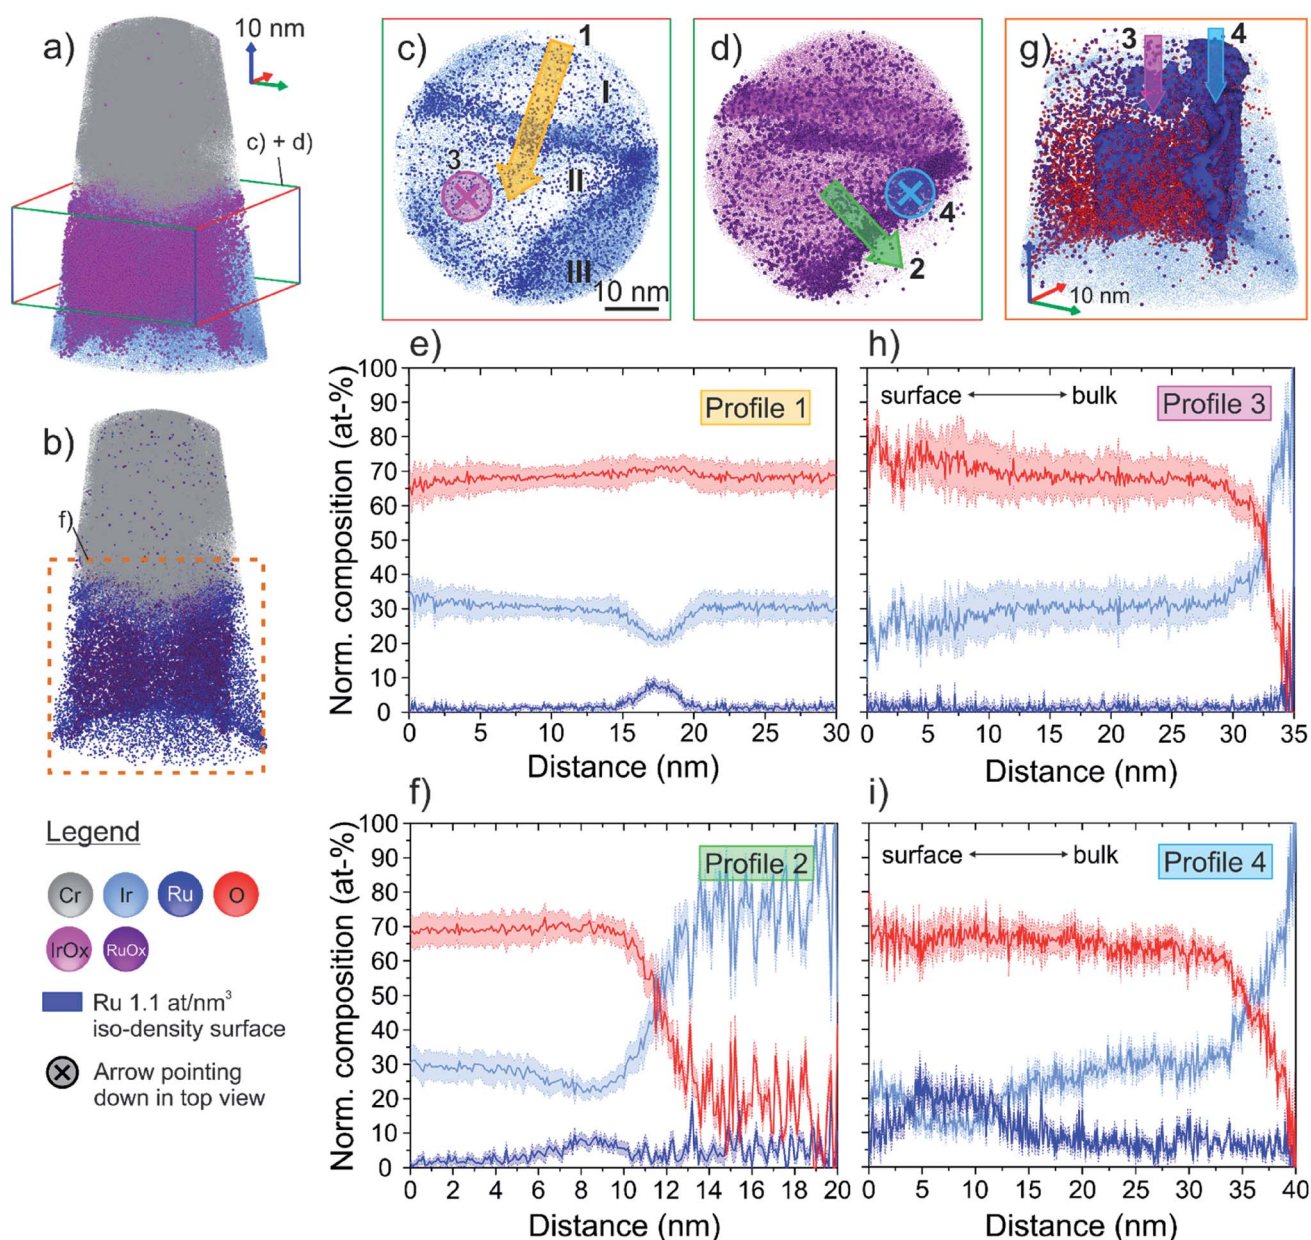 a)
10 nm
c) + d)
b)
f)
Legend
Cr
Ir
Ru
O
IrOx
RuOx
Ru 1.1 at/nm³
iso-density surface
Arrow pointing
down in top view
c)
1
I
3
II
III
10 nm
d)
4
2
g)
3
4
10 nm
e)
Norm. composition (at-%)
100
90
80
70
60
50
40
30
20
10
0
Profile 1
0 5 10 15 20 25 30
Distance (nm)
h)
surface
bulk
Profile 3
0 5 10 15 20 25 30 35
Distance (nm)
f)
Norm. composition (at-%)
100
90
80
70
60
50
40
30
20
10
0
Profile 2
0 2 4 6 8 10 12 14 16 18 20
Distance (nm)
i)
surface
bulk
Profile 4
0 5 10 15 20 25 30 35 40
Distance (nm)